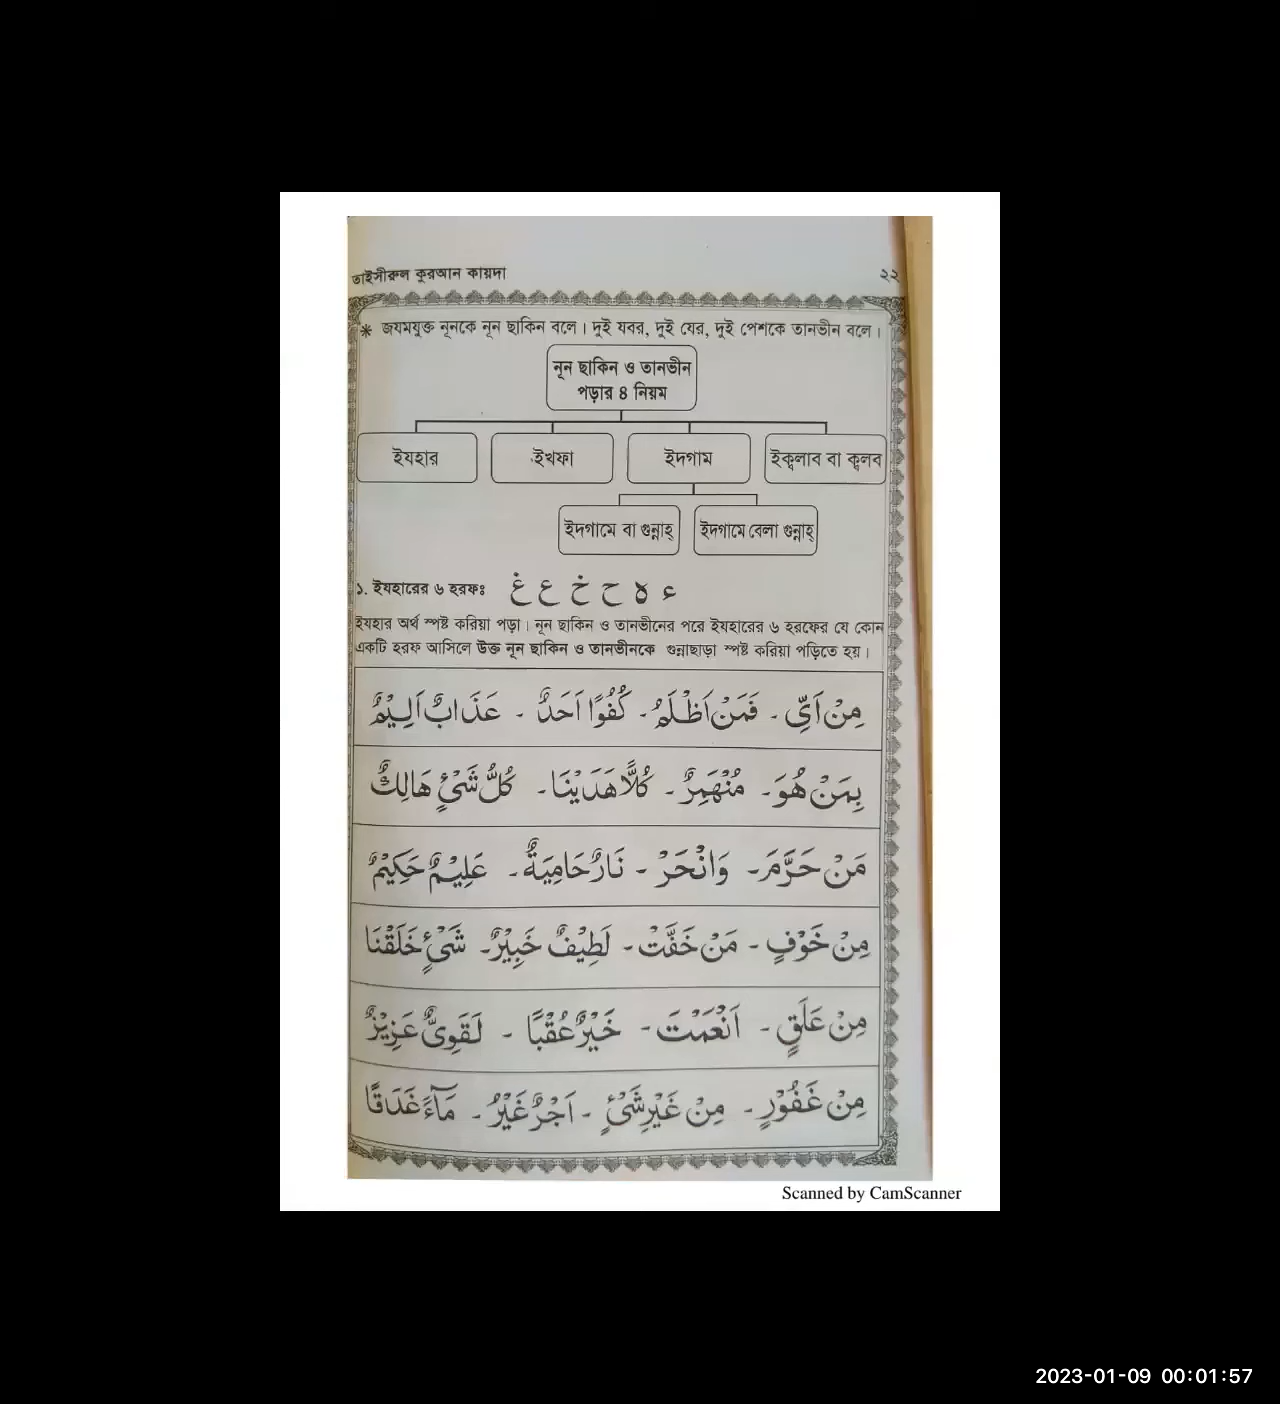 তাইসীরুল কুরআন কায়দা ২২
* জযমযুক্ত নূনকে নূন ছাকিন বলে। দুই যবর, দুই যের, দুই পেশকে তানভীন বলে।
নূন ছাকিন ও তানভীন
পড়ার ৪ নিয়ম
ইযহার ইখফা ইদগাম ইক্বলাব বা ক্বলব
ইদগামে বা গুন্নাহ্ ইদগামে বেলা গুন্নাহ্
১. ইযহারের ৬ হরফঃ ء ه ح خ ع غ
ইযহার অর্থ স্পষ্ট করিয়া পড়া। নূন ছাকিন ও তানভীনের পরে ইযহারের ৬ হরফের যে কোন
একটি হরফ আসিলে উক্ত নূন ছাকিন ও তানভীনকে গুন্নাছাড়া স্পষ্ট করিয়া পড়িতে হয়।
مِنْ اَيِّ - فَمَنْ اَظْلَمُ - كُفُوًا اَحَدٌ - عَذَابٌ اَلِيْمٌ
بِمَنْ هُوَ - مُنْهَمِرٌ - كُلًّا هَدَيْنَا - كُلُّ شَيْءٍ هَالِكٌ
مَنْ حَرَّمَ - وَانْحَرْ - نَارٌ حَامِيَةٌ - عَلِيْمٌ حَكِيْمٌ
مِنْ خَوْفٍ - مَنْ خَفَّتْ - لَطِيْفٌ خَبِيْرٌ - شَيْءٍ خَلَقْنَا
مِنْ عَلَقٍ - اَنْعَمْتَ - خَيْرٌ عُقْبًا - لَقَوِيٌّ عَزِيْزٌ
مِنْ غَفُوْرٍ - مِنْ غَيْرِ شَيْءٍ - اَجْرٌ غَيْرُ - مَآءً غَدَقًا
Scanned by CamScanner
2023-01-09 00:01:57